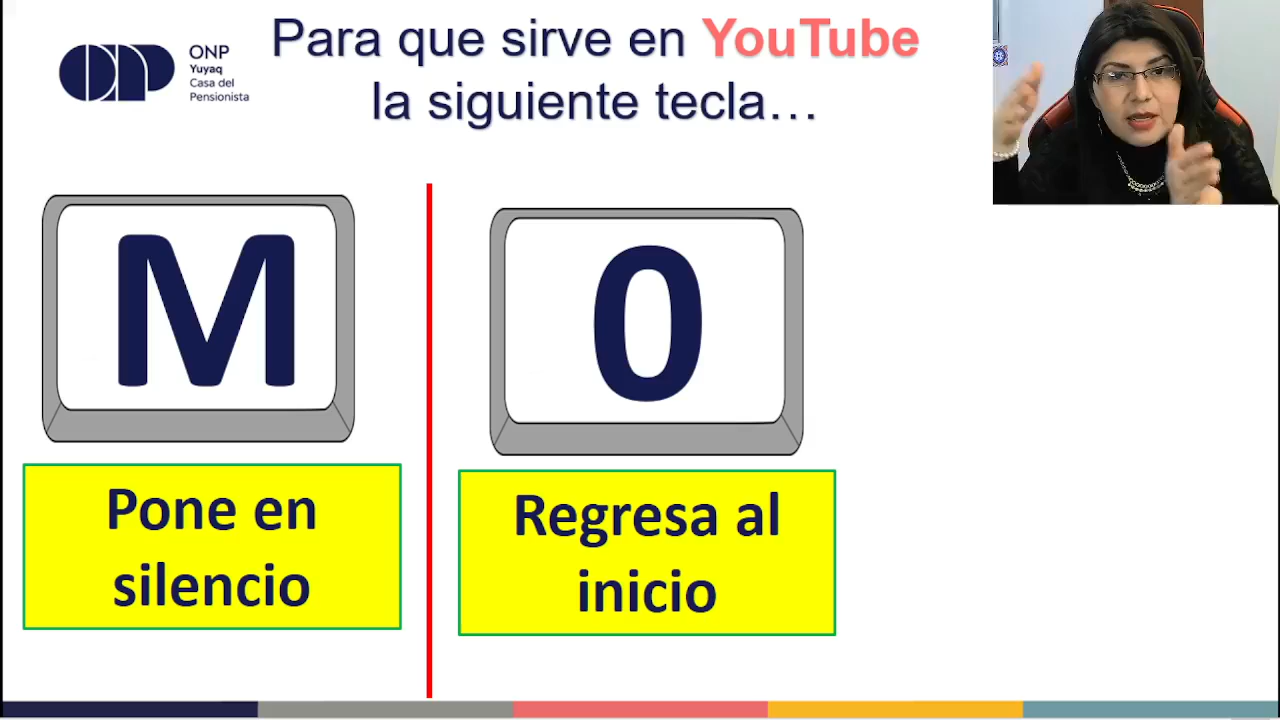 ONP
Yuyaq
Casa del
Pensionista
Para que sirve en YouTube
la siguiente tecla...
M
Pone en
silencio
0
Regresa al
inicio